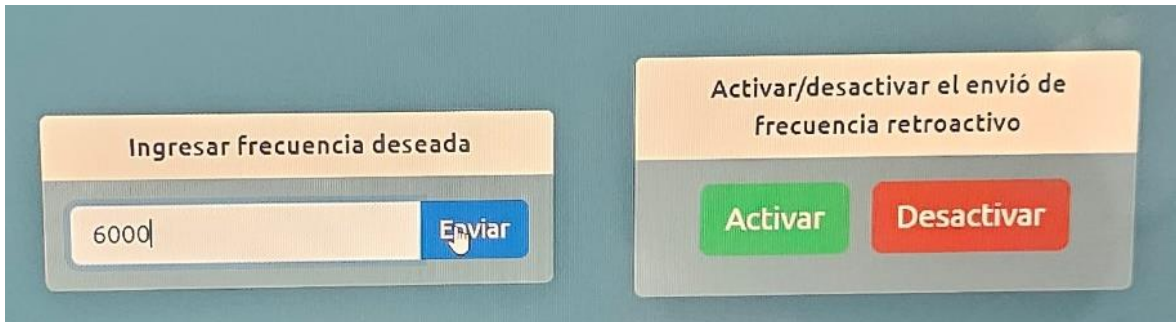 Ingresar frecuencia deseada
6000
Enviar
Activar/desactivar el envió de
frecuencia retroactivo
Activar
Desactivar